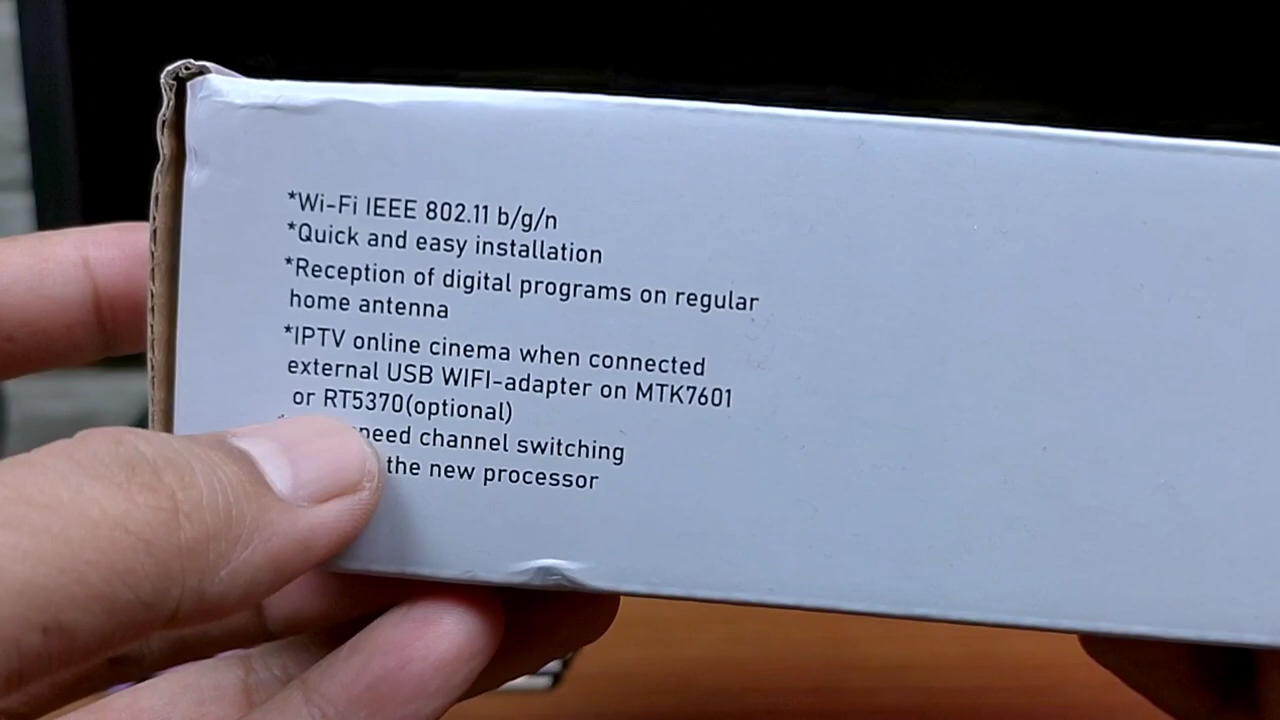 *Wi-Fi IEEE 802.11 b/g/n
*Quick and easy installation
*Reception of digital programs on regular
home antenna
*IPTV online cinema when connected
external USB WIFI-adapter on MTK7601
or RT5370(optional)
channel switching
the new processor